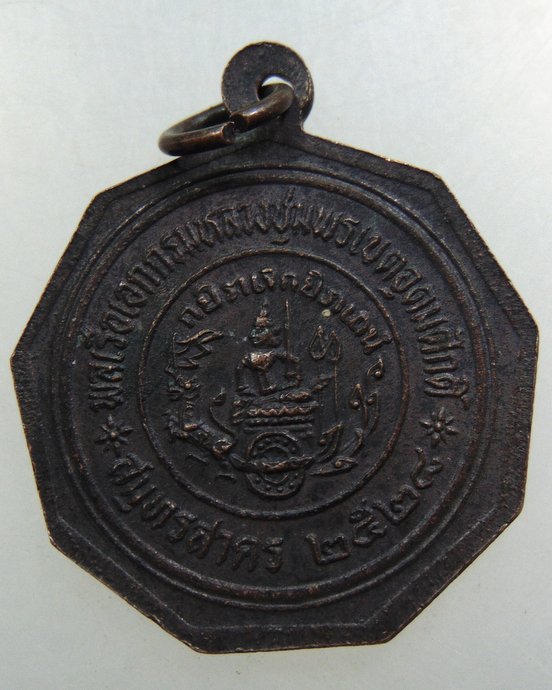 พลเรือเอกกรมหลวงชุมพรเขตอุดมศักดิ์
สมุทรสาคร ๒๕๒๔